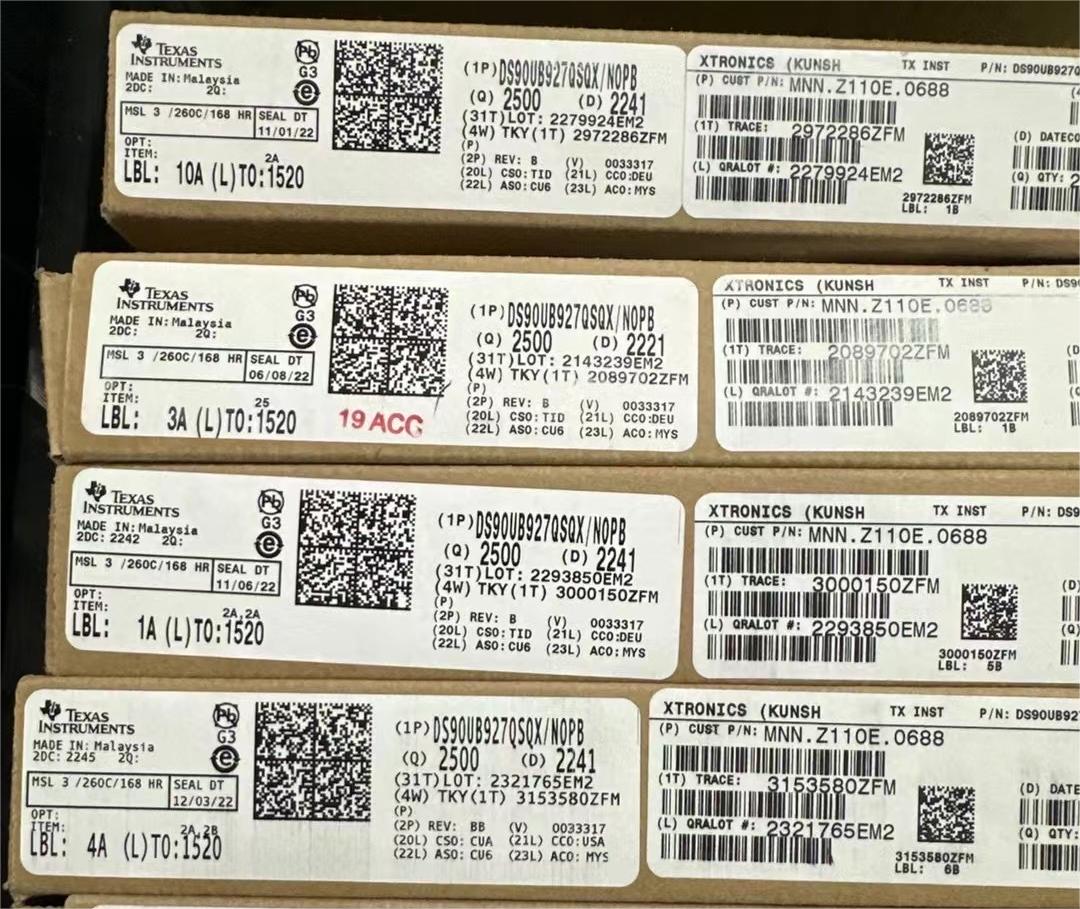 TEXAS
INSTRUMENTS
Pb
G3
e
MADE IN: Malaysia
2DC: 2Q:
MSL 3 /260C/168 HR
SEAL DT
11/01/22
OPT:
ITEM:
2A
LBL: 10A (L)TO:1520
(1P)DS90UB927QSQX/NOPB
(Q) 2500 (D) 2241
(31T)LOT: 2279924EM2
(4W) TKY(1T) 2972286ZFM
(P)
(2P) REV: B (V) 0033317
(20L) CSO:TID (21L) CCO:DEU
(22L) ASO:CU6 (23L) ACO:MYS
XTRONICS (KUNSH TX INST P/N: DS90UB927Q
(P) CUST P/N: MNN.Z110E.0688
(1T) TRACE: 2972286ZFM
(D) DATECO
(L) QRALOT #: 2279924EM2
(Q) QTY: 2
2972286ZFM
LBL: 1B
TEXAS
INSTRUMENTS
Pb
G3
e
MADE IN: Malaysia
2DC: 2Q:
MSL 3 /260C/168 HR
SEAL DT
06/08/22
OPT:
ITEM:
25
LBL: 3A (L)TO:1520
19 ACC
(1P)DS90UB927QSQX/NOPB
(Q) 2500 (D) 2221
(31T)LOT: 2143239EM2
(4W) TKY(1T) 2089702ZFM
(P)
(2P) REV: B (V) 0033317
(20L) CSO:TID (21L) CCO:DEU
(22L) ASO:CU6 (23L) ACO:MYS
XTRONICS (KUNSH TX INST P/N: DS9
(P) CUST P/N: MNN.Z110E.0688
(1T) TRACE: 2089702ZFM
(D
(L) QRALOT #: 2143239EM2
(Q
2089702ZFM
LBL: 1B
TEXAS
INSTRUMENTS
Pb
G3
e
MADE IN: Malaysia
2DC: 2242 2Q:
MSL 3 /260C/168 HR
SEAL DT
11/06/22
OPT:
ITEM:
2A,2A
LBL: 1A (L)TO:1520
(1P)DS90UB927QSQX/NOPB
(Q) 2500 (D) 2241
(31T)LOT: 2293850EM2
(4W) TKY(1T) 3000150ZFM
(P)
(2P) REV: B (V) 0033317
(20L) CSO:TID (21L) CCO:DEU
(22L) ASO:CU6 (23L) ACO:MYS
XTRONICS (KUNSH TX INST P/N: DS9
(P) CUST P/N: MNN.Z110E.0688
(1T) TRACE: 3000150ZFM
(D)
(L) QRALOT #: 2293850EM2
(Q)
3000150ZFM
LBL: 5B
TEXAS
INSTRUMENTS
Pb
G3
e
MADE IN: Malaysia
2DC: 2245 2Q:
MSL 3 /260C/168 HR
SEAL DT
12/03/22
OPT:
ITEM:
2A,2B
LBL: 4A (L)TO:1520
(1P)DS90UB927QSQX/NOPB
(Q) 2500 (D) 2241
(31T)LOT: 2321765EM2
(4W) TKY(1T) 3153580ZFM
(P)
(2P) REV: BB (V) 0033317
(20L) CSO: CUA (21L) CCO:USA
(22L) ASO: CU6 (23L) ACO: MYS
XTRONICS (KUNSH TX INST P/N: DS90UB927
(P) CUST P/N: MNN.Z110E.0688
(1T) TRACE: 3153580ZFM
(D) DATE
(L) QRALOT #: 2321765EM2
(Q) QTY:
3153580ZFM
LBL: 6B